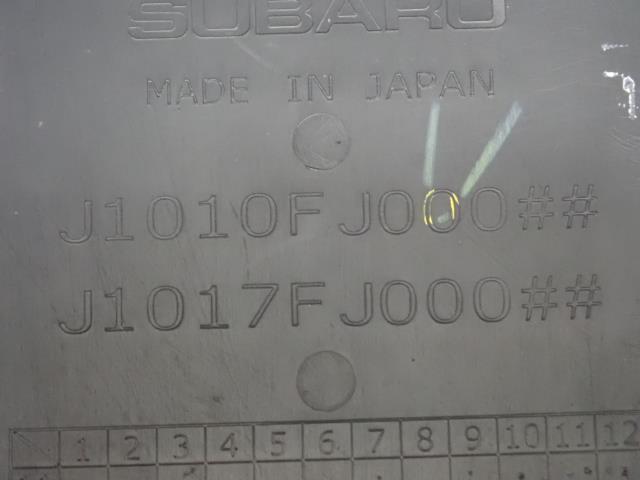 SUBARU
MADE IN JAPAN
J1010FJ000##
J1017FJ000##
1 2 3 4 5 6 7 8 9 10 11 12